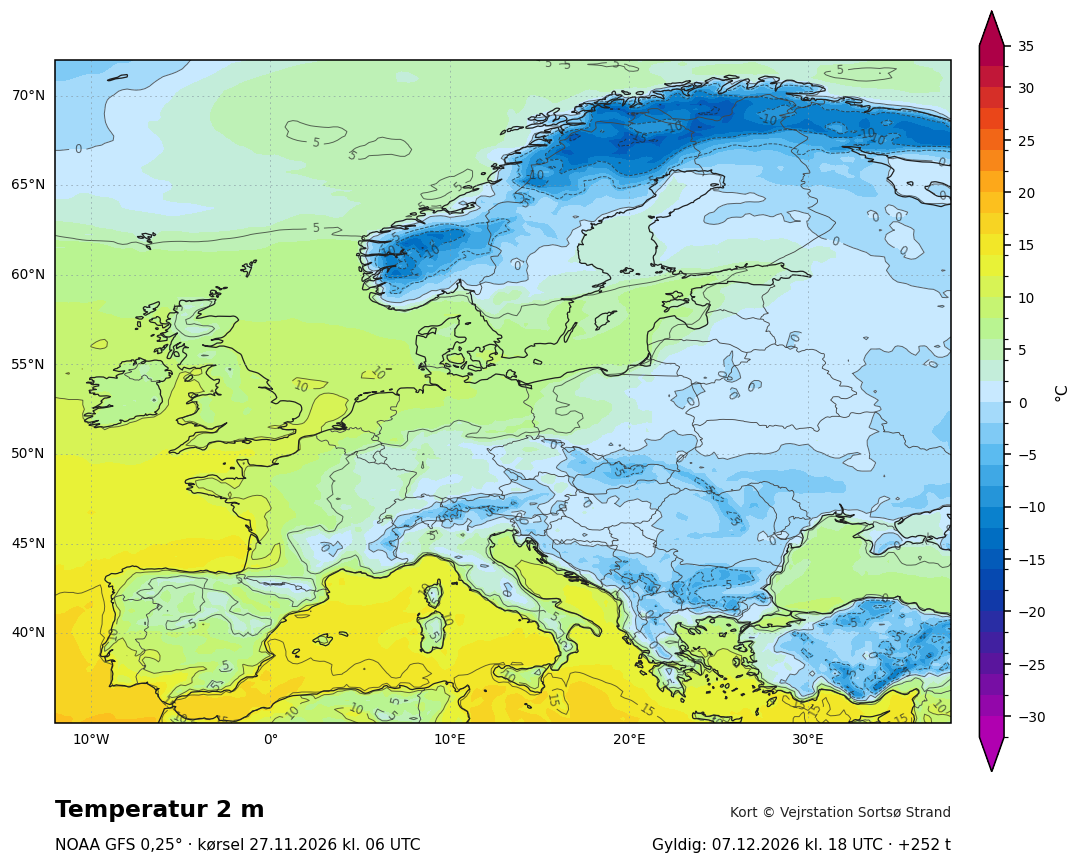 70°N
65°N
60°N
55°N
50°N
45°N
40°N
10°W
0°
10°E
20°E
30°E
35
30
25
20
15
10
5
0
−5
−10
−15
−20
−25
−30
°C
Temperatur 2 m
Kort © Vejrstation Sortsø Strand
NOAA GFS 0,25° · kørsel 27.11.2026 kl. 06 UTC
Gyldig: 07.12.2026 kl. 18 UTC · +252 t